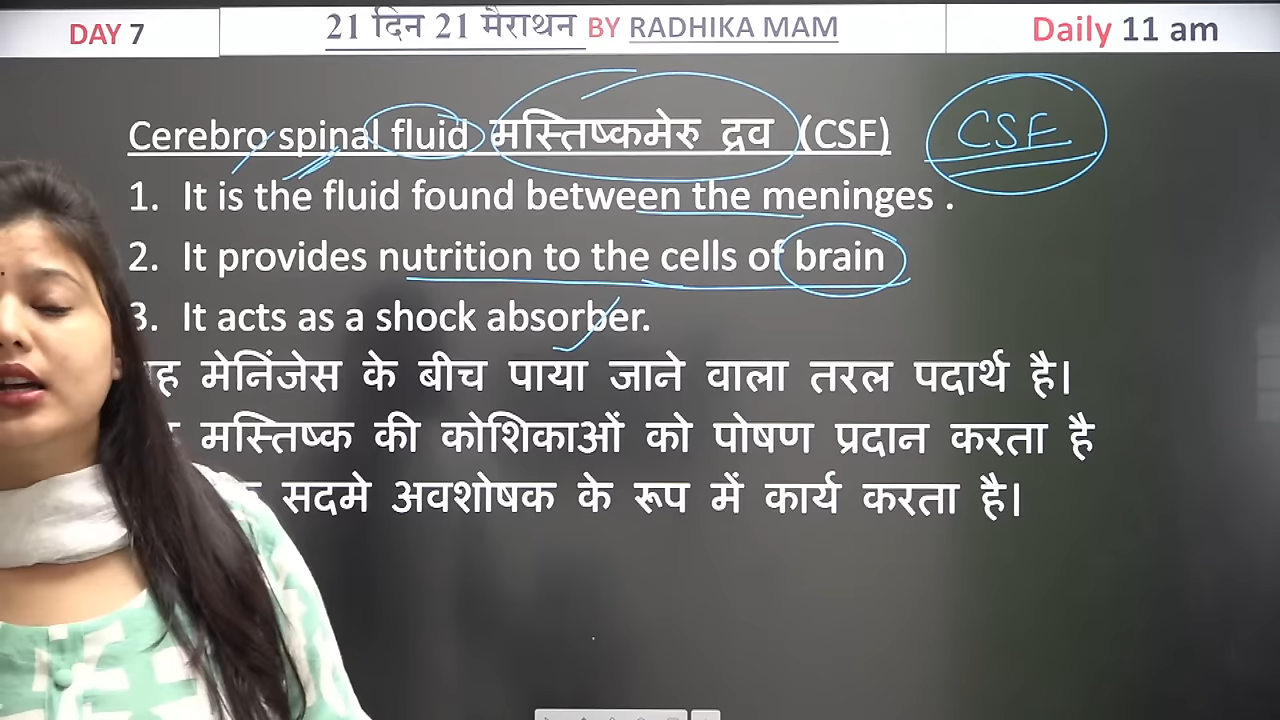 DAY 7
21 दिन 21 मैराथन BY RADHIKA MAM
Daily 11 am
Cerebro spinal fluid मस्तिष्कमेरु द्रव (CSF)
CSF
1. It is the fluid found between the meninges .
2. It provides nutrition to the cells of brain
3. It acts as a shock absorber.
मेनिंजेस के बीच पाया जाने वाला तरल पदार्थ है।
मस्तिष्क की कोशिकाओं को पोषण प्रदान करता है
सदमे अवशोषक के रूप में कार्य करता है।